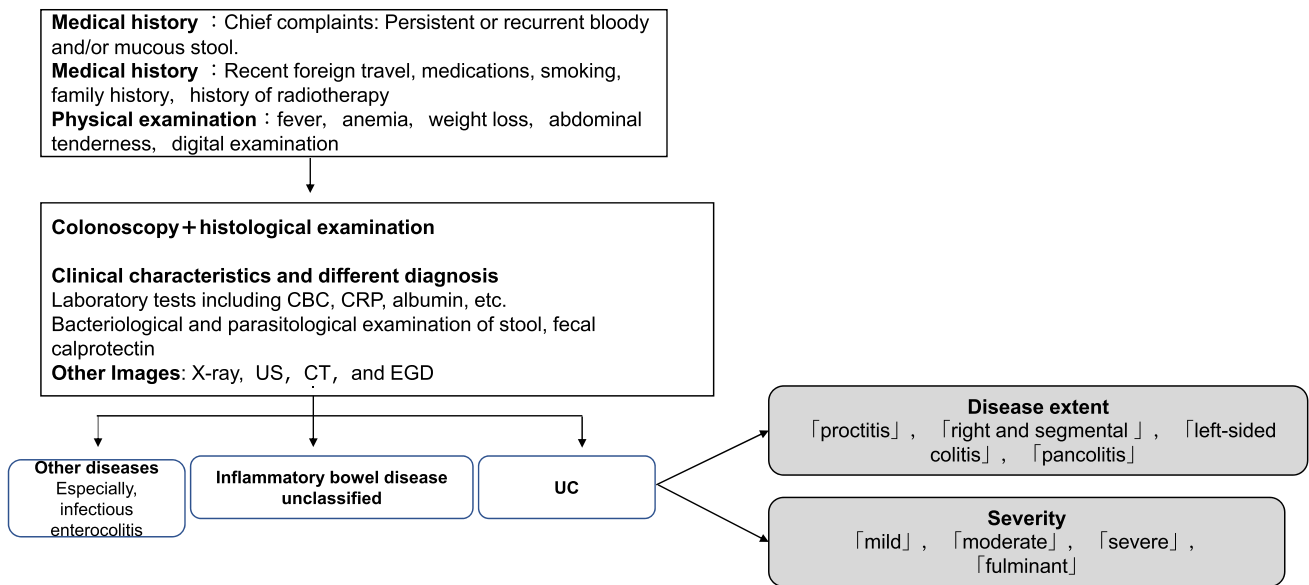 Medical history ：Chief complaints: Persistent or recurrent bloody
and/or mucous stool.
Medical history ：Recent foreign travel, medications, smoking,
family history， history of radiotherapy
Physical examination：fever， anemia， weight loss， abdominal
tenderness， digital examination
Colonoscopy＋histological examination
Clinical characteristics and different diagnosis
Laboratory tests including CBC, CRP, albumin, etc.
Bacteriological and parasitological examination of stool, fecal
calprotectin
Other Images: X-ray， US， CT， and EGD
Other diseases
Especially,
infectious
enterocolitis
Inflammatory bowel disease
unclassified
UC
Disease extent
「proctitis」， 「right and segmental 」， 「left-sided
colitis」， 「pancolitis」
Severity
「mild」， 「moderate」， 「severe」，
「fulminant」